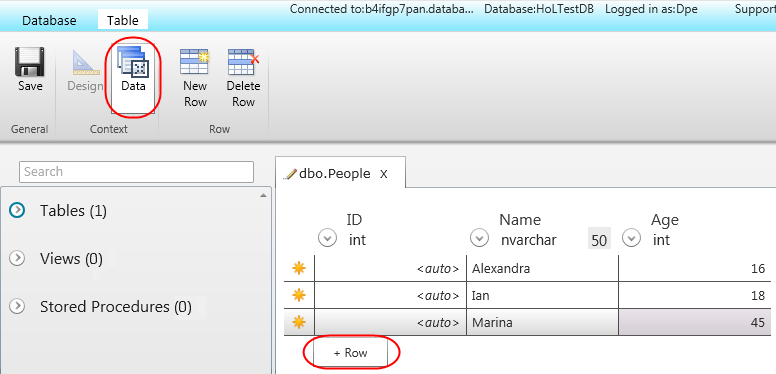 Connected to:b4ifgp7pan.databa... Database:HoLTestDB Logged in as:Dpe Support
Database Table
Save Design Data New Row Delete Row
General Context Row
Search
dbo.People x
Tables (1)
Views (0)
Stored Procedures (0)
ID Name Age
int nvarchar 50 int
<auto> Alexandra 16
<auto> Ian 18
<auto> Marina 45
+ Row